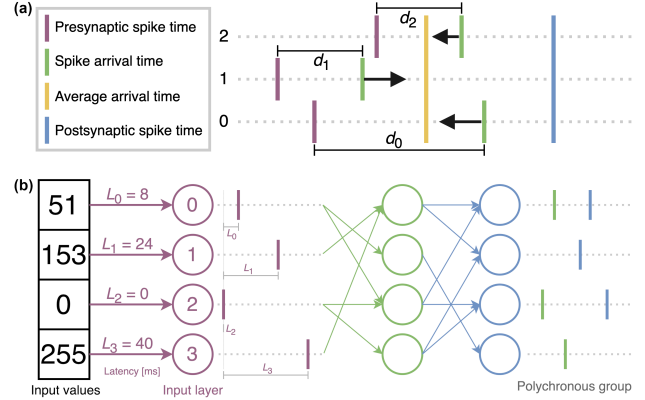 (a)
Presynaptic spike time
Spike arrival time
Average arrival time
Postsynaptic spike time
2
1
0
d2
d1
d0
(b)
51
153
0
255
Input values
L0 = 8
L1 = 24
L2 = 0
L3 = 40
Latency [ms]
0
1
2
3
Input layer
L0
L1
L2
L3
Polychronous group